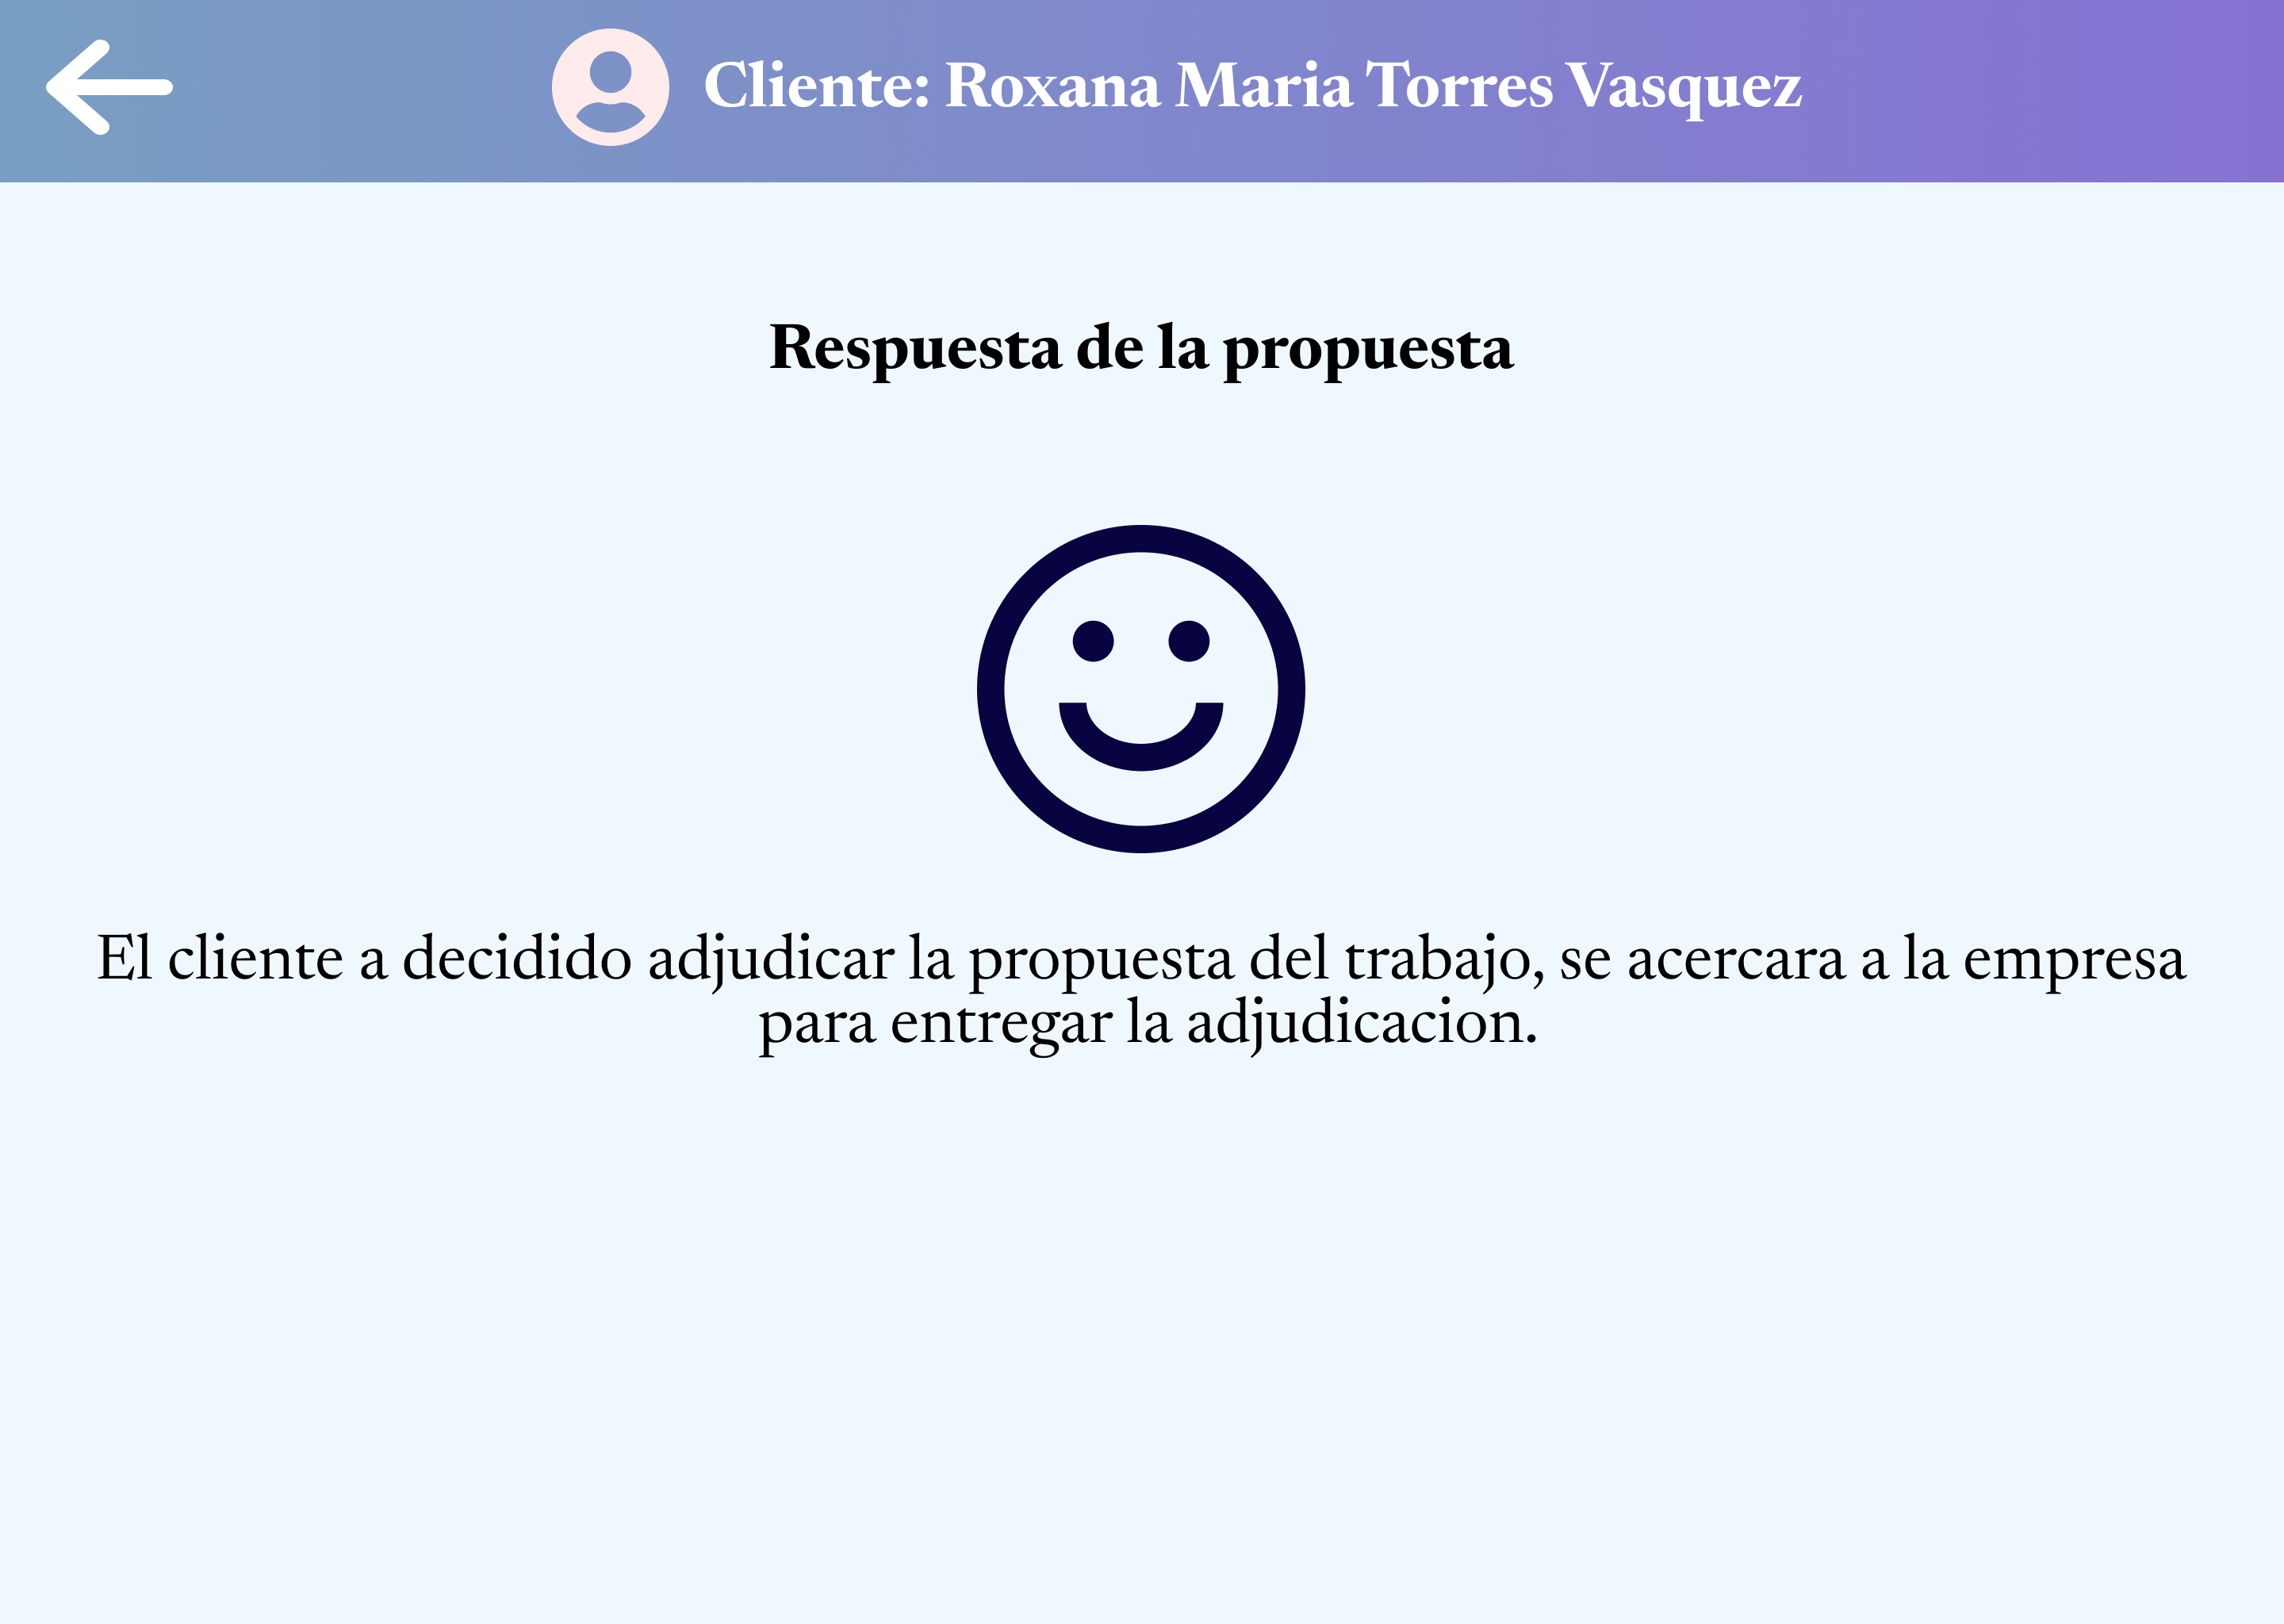 Cliente: Roxana Maria Torres Vasquez
Respuesta de la propuesta
El cliente a decidido adjudicar la propuesta del trabajo, se acercara a la empresa
para entregar la adjudicacion.